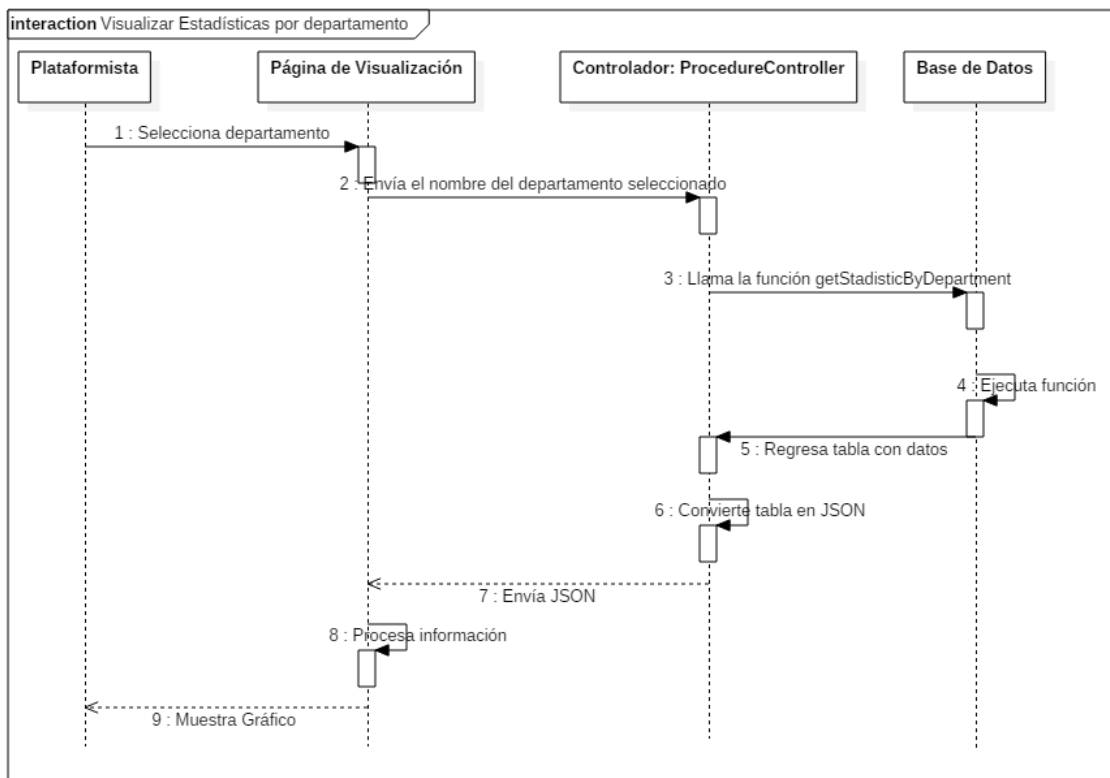 interaction Visualizar Estadísticas por departamento
Plataformista
Página de Visualización
Controlador: ProcedureController
Base de Datos
1 : Selecciona departamento
2 : Envía el nombre del departamento seleccionado
3 : Llama la función getStadisticByDepartment
4 : Ejecuta función
5 : Regresa tabla con datos
6 : Convierte tabla en JSON
7 : Envía JSON
8 : Procesa información
9 : Muestra Gráfico